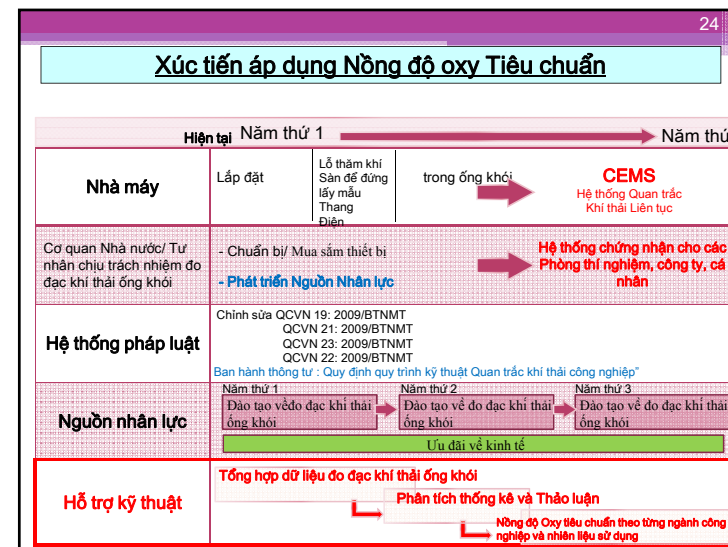 24
Xúc tiến áp dụng Nồng độ oxy Tiêu chuẩn
Hiện tại Năm thứ 1 Năm thứ
Nhà máy
Lắp đặt
Lỗ thăm khí
Sàn để đứng
lấy mẫu
Thang
Điện
trong ống khói
CEMS
Hệ thống Quan trắc
Khí thải Liên tục
Cơ quan Nhà nước/ Tư
nhân chịu trách nhiệm đo
đạc khí thải ống khói
- Chuẩn bị/ Mua sắm thiết bị
- Phát triển Nguồn Nhân lực
Hệ thống chứng nhận cho các
Phòng thí nghiệm, công ty, cá
nhân
Hệ thống pháp luật
Chỉnh sửa QCVN 19: 2009/BTNMT
QCVN 21: 2009/BTNMT
QCVN 23: 2009/BTNMT
QCVN 22: 2009/BTNMT
Ban hành thông tư : Quy định quy trình kỹ thuật Quan trắc khí thải công nghiệp”
Nguồn nhân lực
Năm thứ 1
Đào tạo vềđo đạc khí thải
ống khói
Năm thứ 2
Đào tạo về đo đạc khí thải
ống khói
Năm thứ 3
Đào tạo về đo đạc khí thải
ống khói
Ưu đãi về kinh tế
Hỗ trợ kỹ thuật
Tổng hợp dữ liệu đo đạc khí thải ống khói
Phân tích thống kê và Thảo luận
Nồng độ Oxy tiêu chuẩn theo từng ngành công
nghiệp và nhiên liệu sử dụng